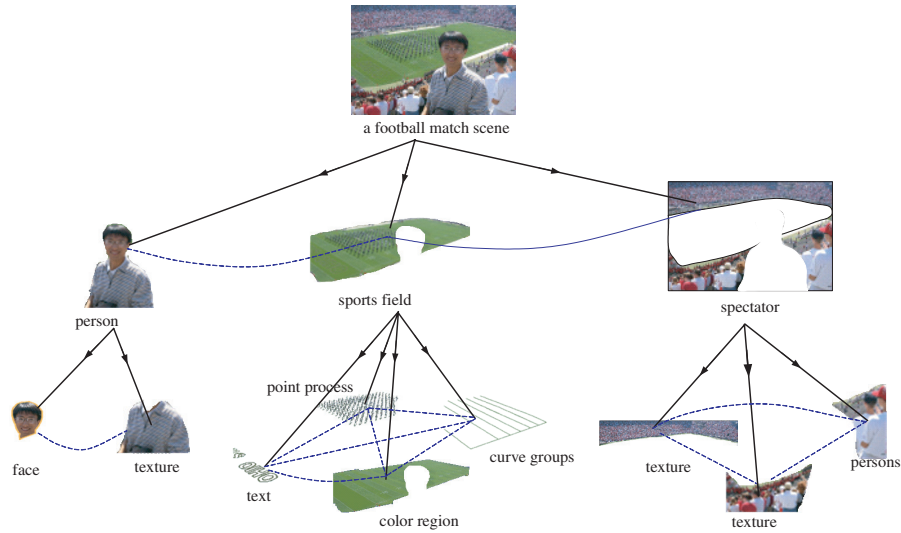 a football match scene
sports field
spectator
person
point process
face
texture
text
curve groups
color region
texture
persons
texture